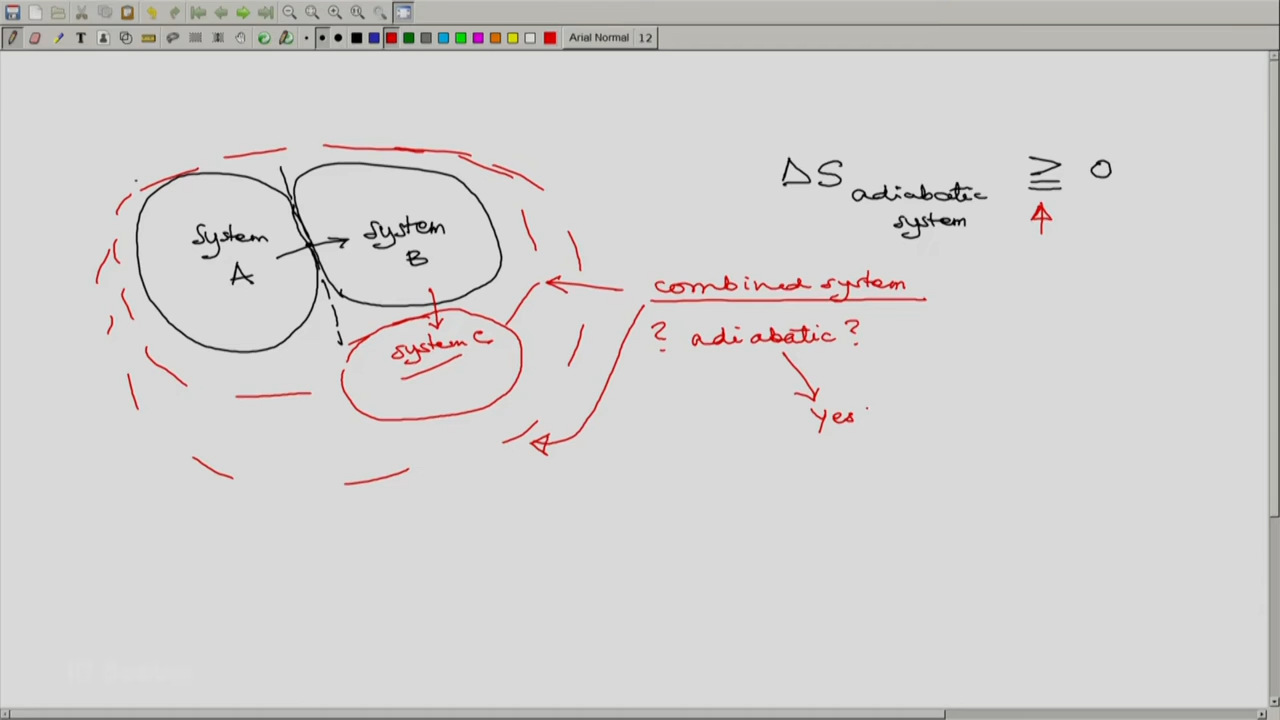 Arial Normal 12
system
A
system
B
system C
ΔS adiabatic system ≧ 0
combined system
? adiabatic ?
yes